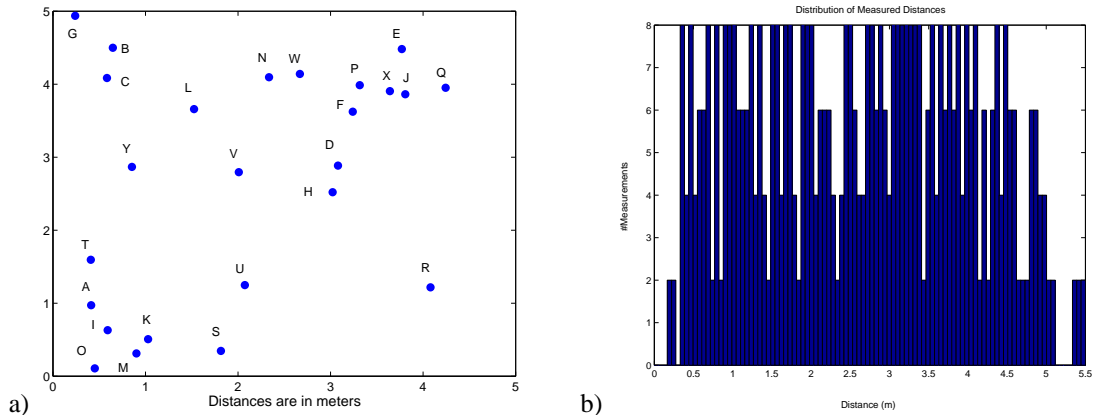 Distribution of Measured Distances
5
4
3
2
1
0
G
B
C
L
N
W
E
P
X
J
Q
F
Y
V
D
H
T
A
I
O
M
K
S
U
R
0 1 2 3 4 5
Distances are in meters
a)
8
7
6
5
4
3
2
1
0
#Measurements
0 0.5 1 1.5 2 2.5 3 3.5 4 4.5 5 5.5
Distance (m)
b)